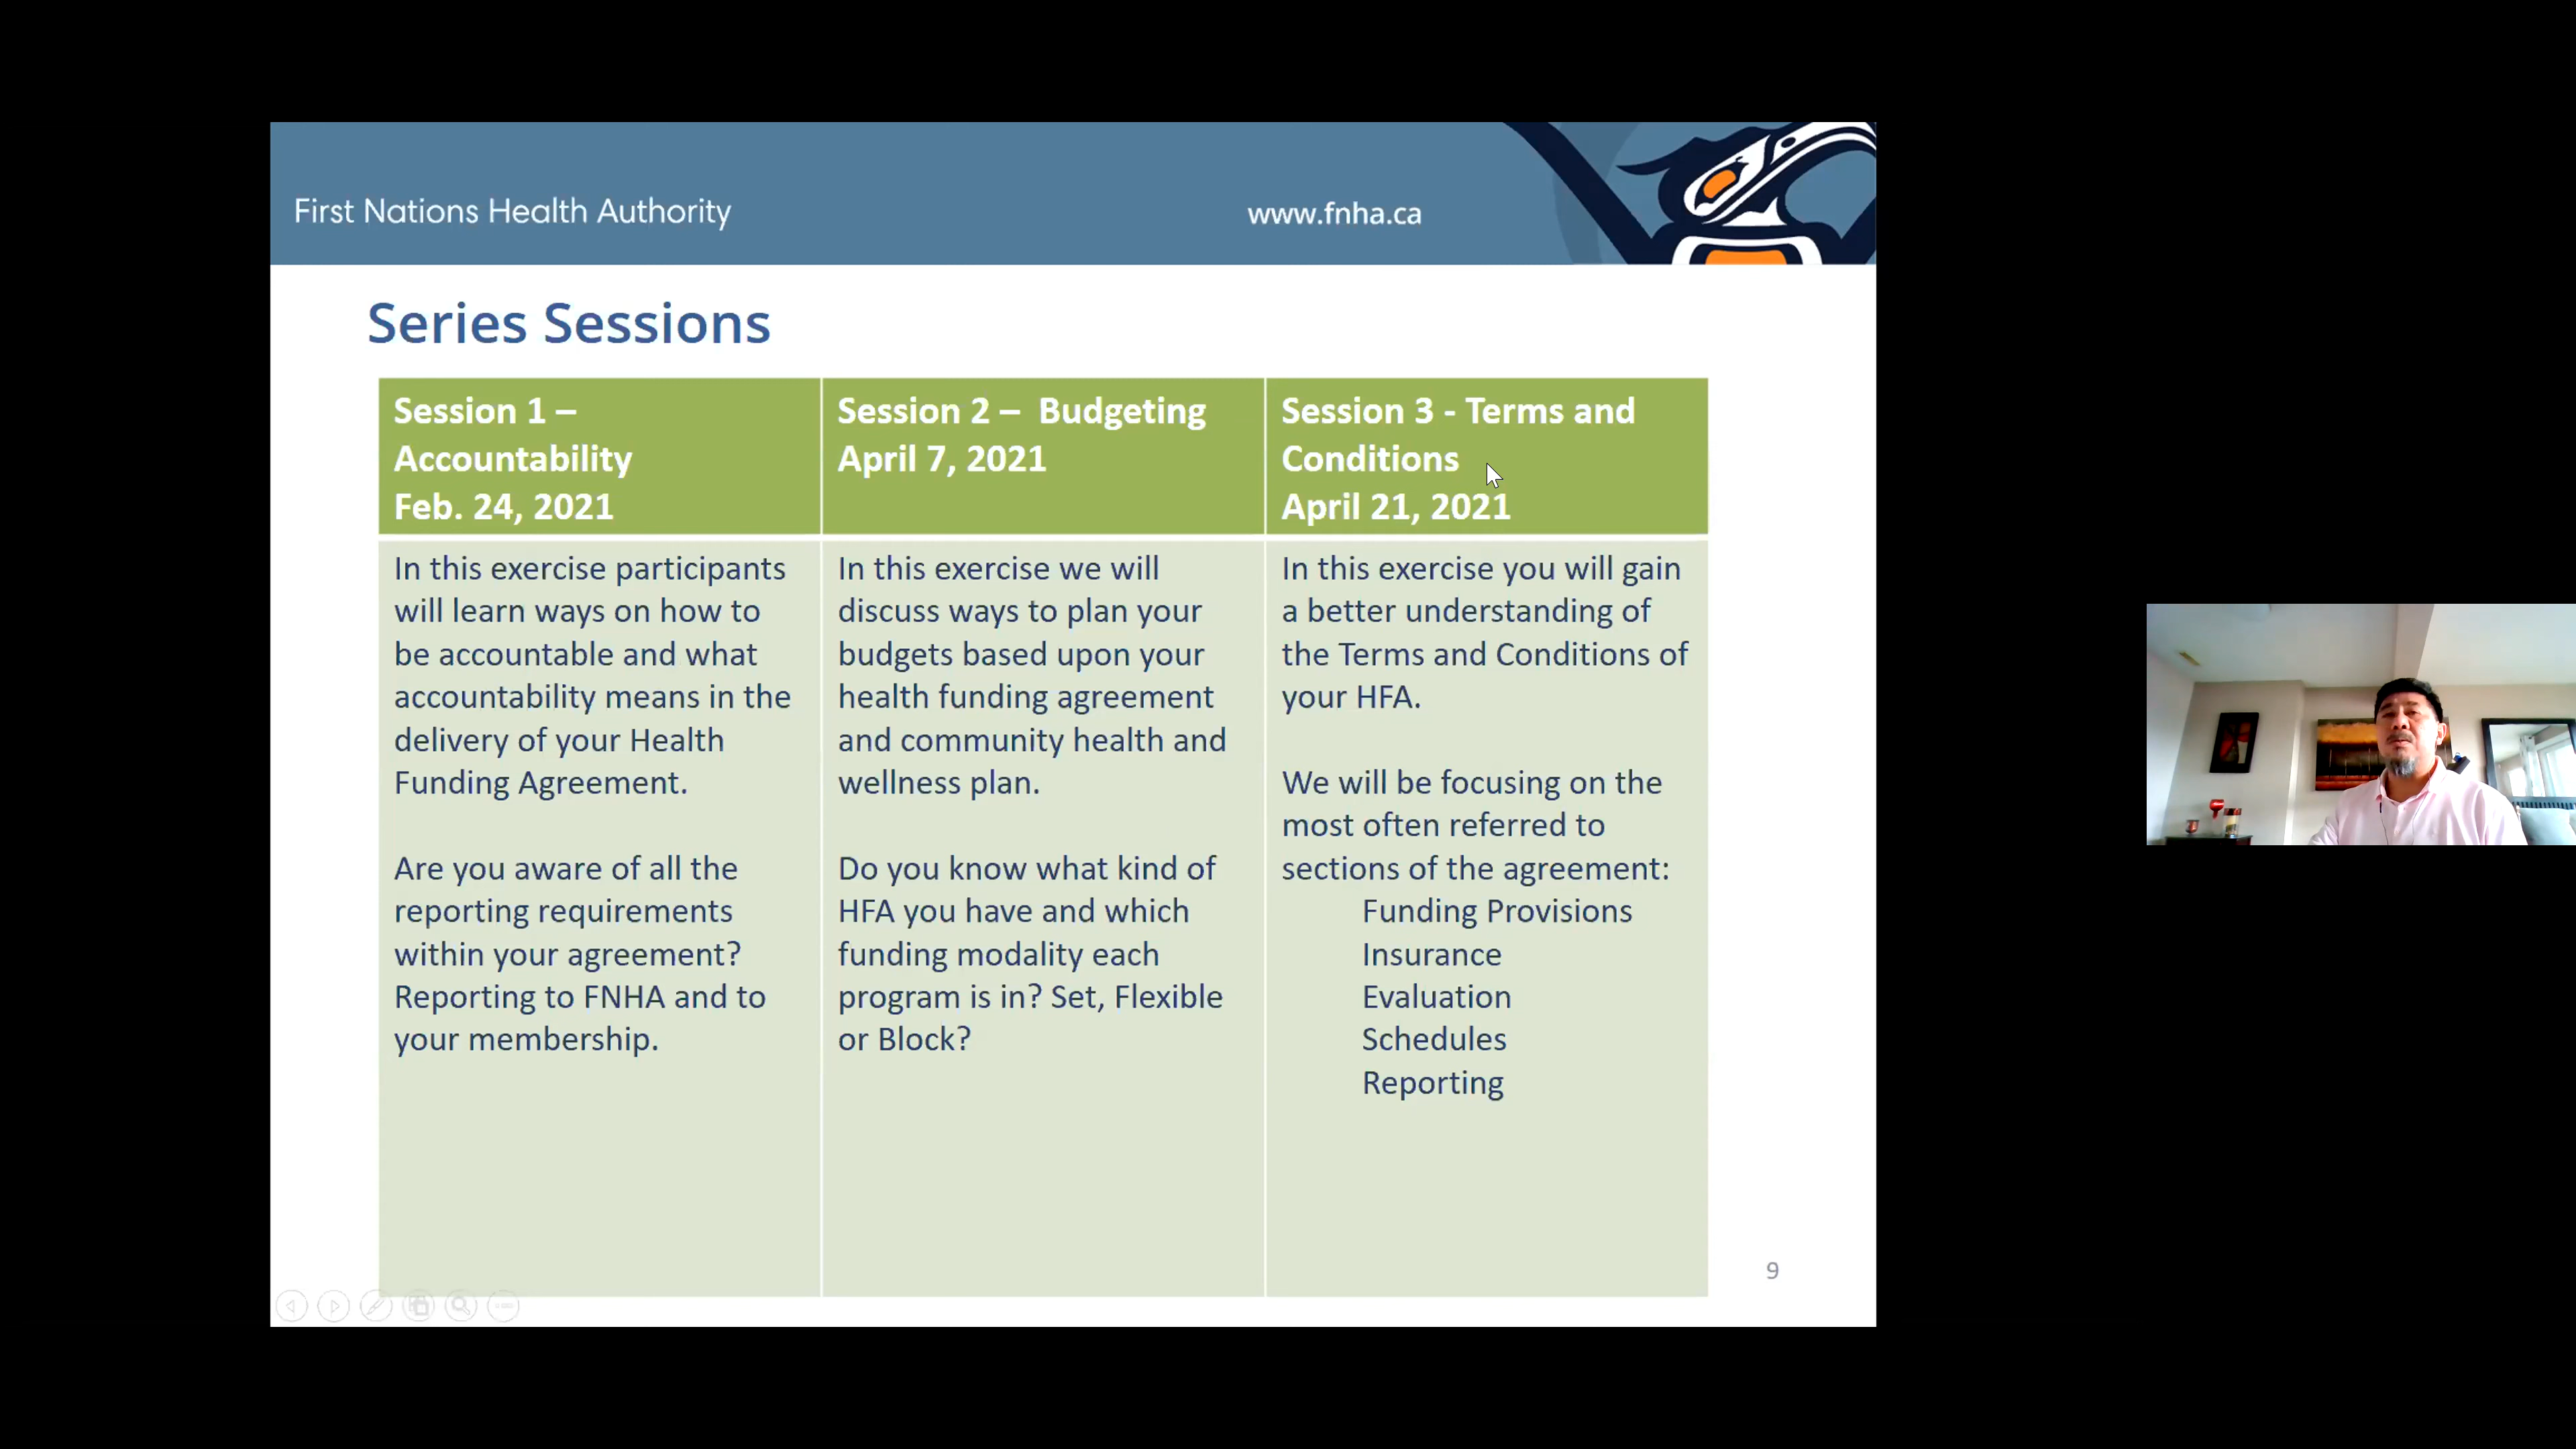 First Nations Health Authority
www.fnha.ca
Series Sessions
Session 1 –
Accountability
Feb. 24, 2021
Session 2 – Budgeting
April 7, 2021
Session 3 - Terms and
Conditions
April 21, 2021
In this exercise participants
will learn ways on how to
be accountable and what
accountability means in the
delivery of your Health
Funding Agreement.
Are you aware of all the
reporting requirements
within your agreement?
Reporting to FNHA and to
your membership.
In this exercise we will
discuss ways to plan your
budgets based upon your
health funding agreement
and community health and
wellness plan.
Do you know what kind of
HFA you have and which
funding modality each
program is in? Set, Flexible
or Block?
In this exercise you will gain
a better understanding of
the Terms and Conditions of
your HFA.
We will be focusing on the
most often referred to
sections of the agreement:
Funding Provisions
Insurance
Evaluation
Schedules
Reporting
9